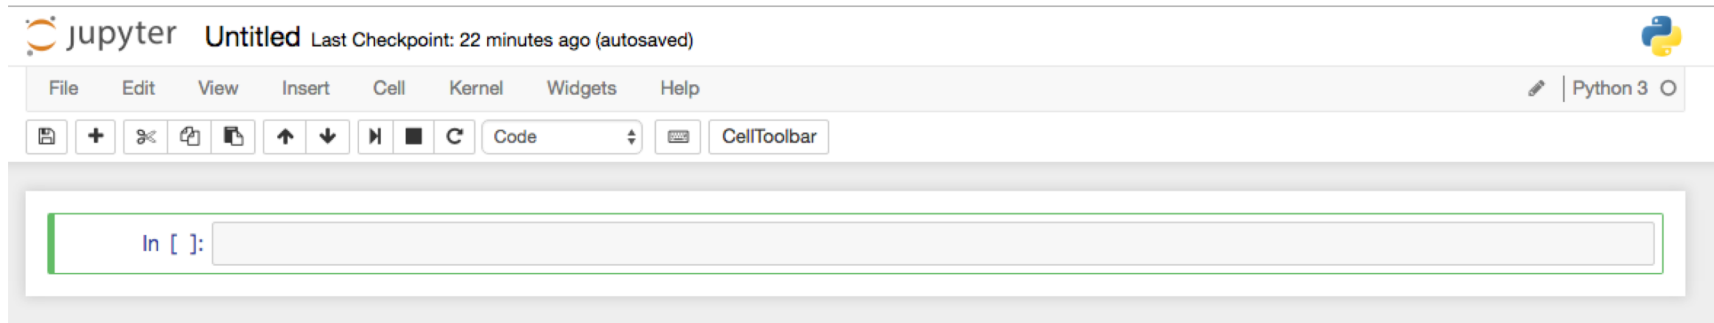 jupyter Untitled Last Checkpoint: 22 minutes ago (autosaved)
File Edit View Insert Cell Kernel Widgets Help Python 3
Code CellToolbar
In [ ]: